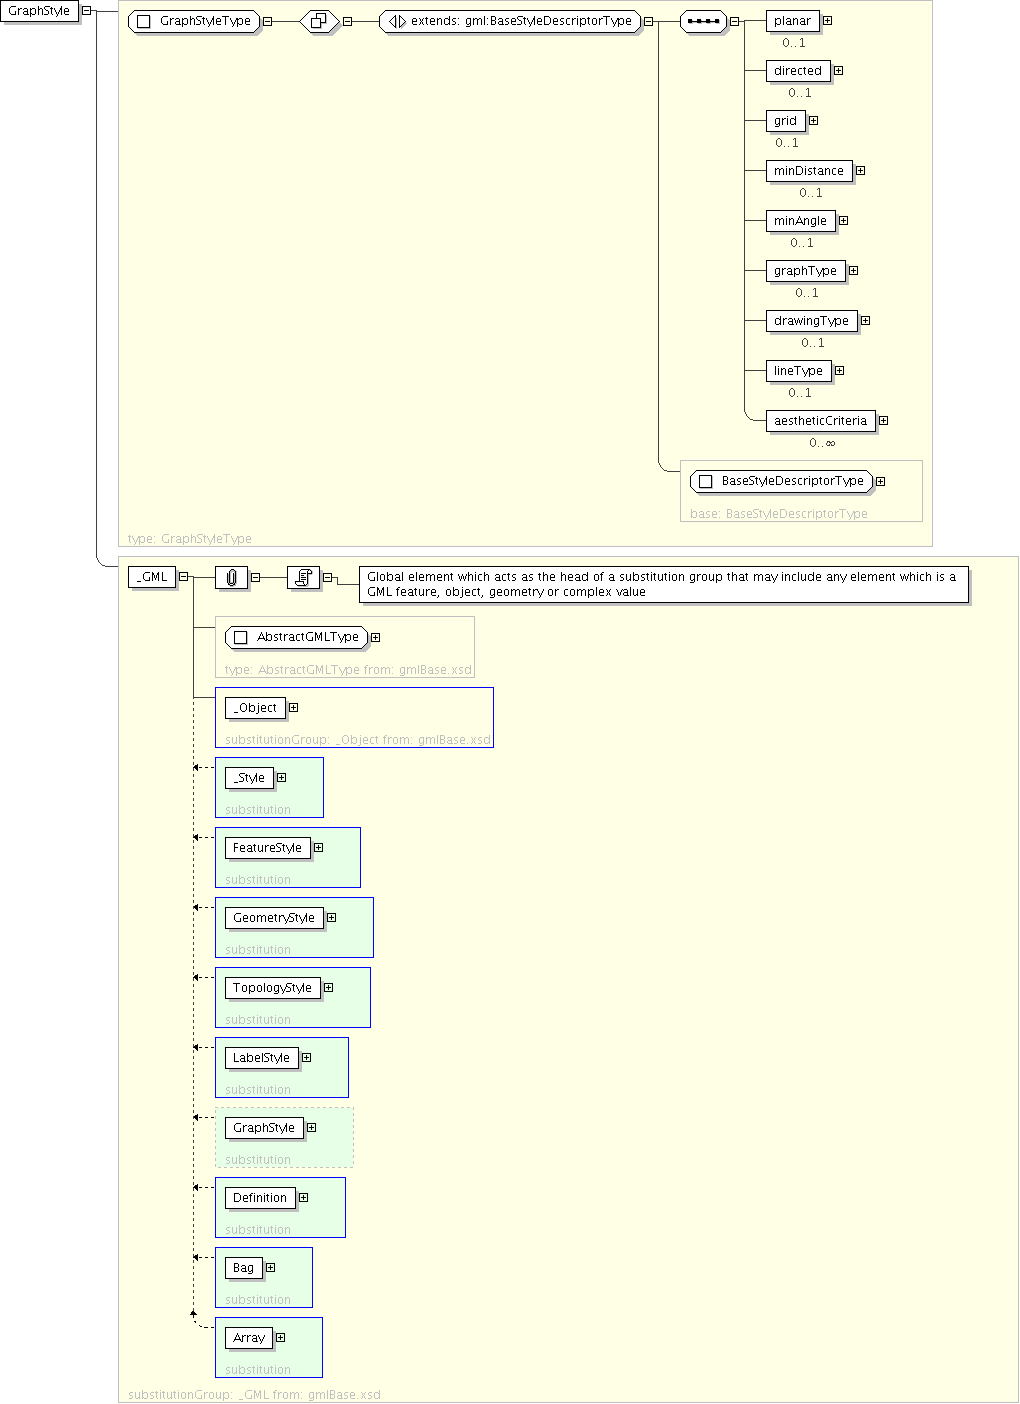 GraphStyle
GraphStyleType
extends: gml:BaseStyleDescriptorType
planar
0..1
directed
0..1
grid
0..1
minDistance
0..1
minAngle
0..1
graphType
0..1
drawingType
0..1
lineType
0..1
aestheticCriteria
0..∞
BaseStyleDescriptorType
base: BaseStyleDescriptorType
type: GraphStyleType
_GML
Global element which acts as the head of a substitution group that may include any element which is a
GML feature, object, geometry or complex value
AbstractGMLType
type: AbstractGMLType from: gmlBase.xsd
_Object
substitutionGroup: _Object from: gmlBase.xsd
_Style
substitution
FeatureStyle
substitution
GeometryStyle
substitution
TopologyStyle
substitution
LabelStyle
substitution
GraphStyle
substitution
Definition
substitution
Bag
substitution
Array
substitution
substitutionGroup: _GML from: gmlBase.xsd